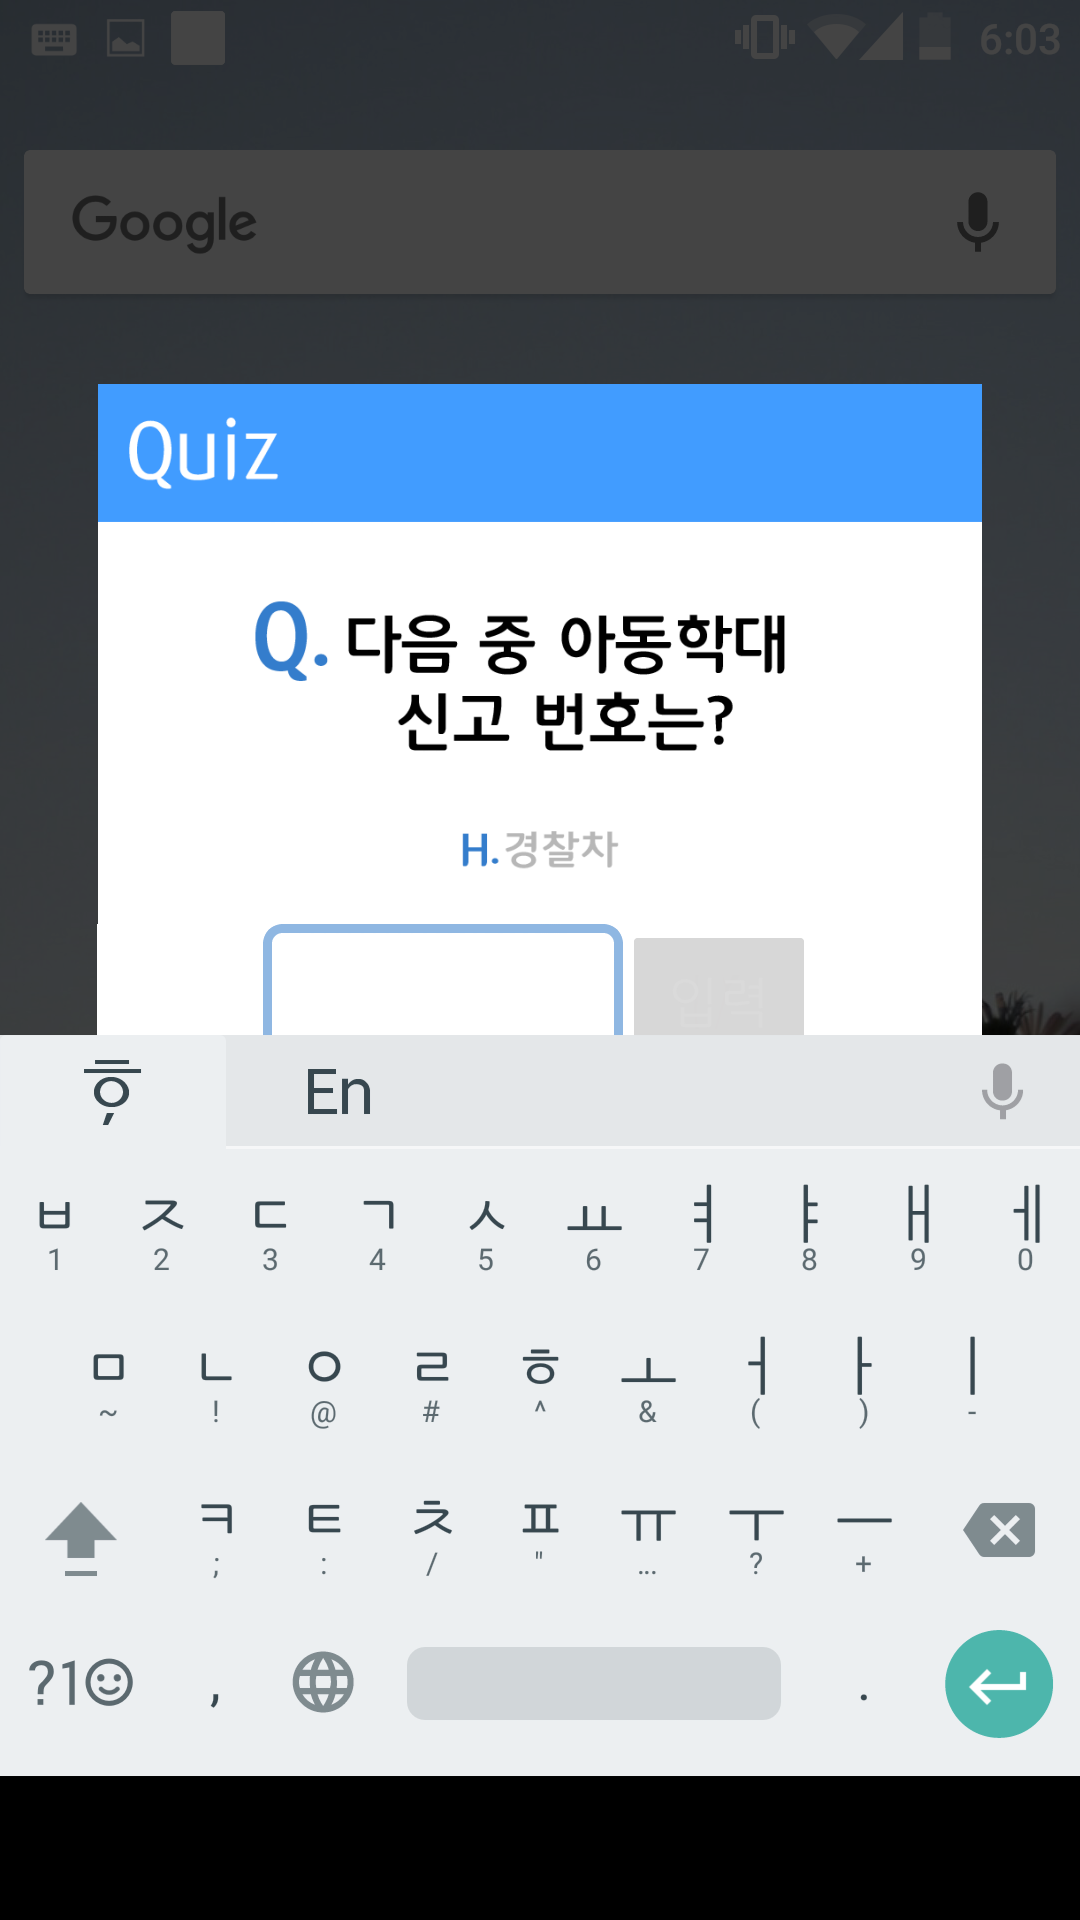 6:03
Google
Quiz
Q. 다음 중 아동학대
신고 번호는?
H.경찰차
입력
En
ㅂ ㅈ ㄷ ㄱ ㅅ ㅛ ㅕ ㅑ ㅐ ㅔ
1 2 3 4 5 6 7 8 9 0
ㅁ ㄴ ㅇ ㄹ ㅎ ㅗ ㅓ ㅏ ㅣ
~ ! @ # ^ & ( ) -
ㅋ ㅌ ㅊ ㅍ ㅠ ㅜ ㅡ
; : / " ... ? +
?1☺ , .